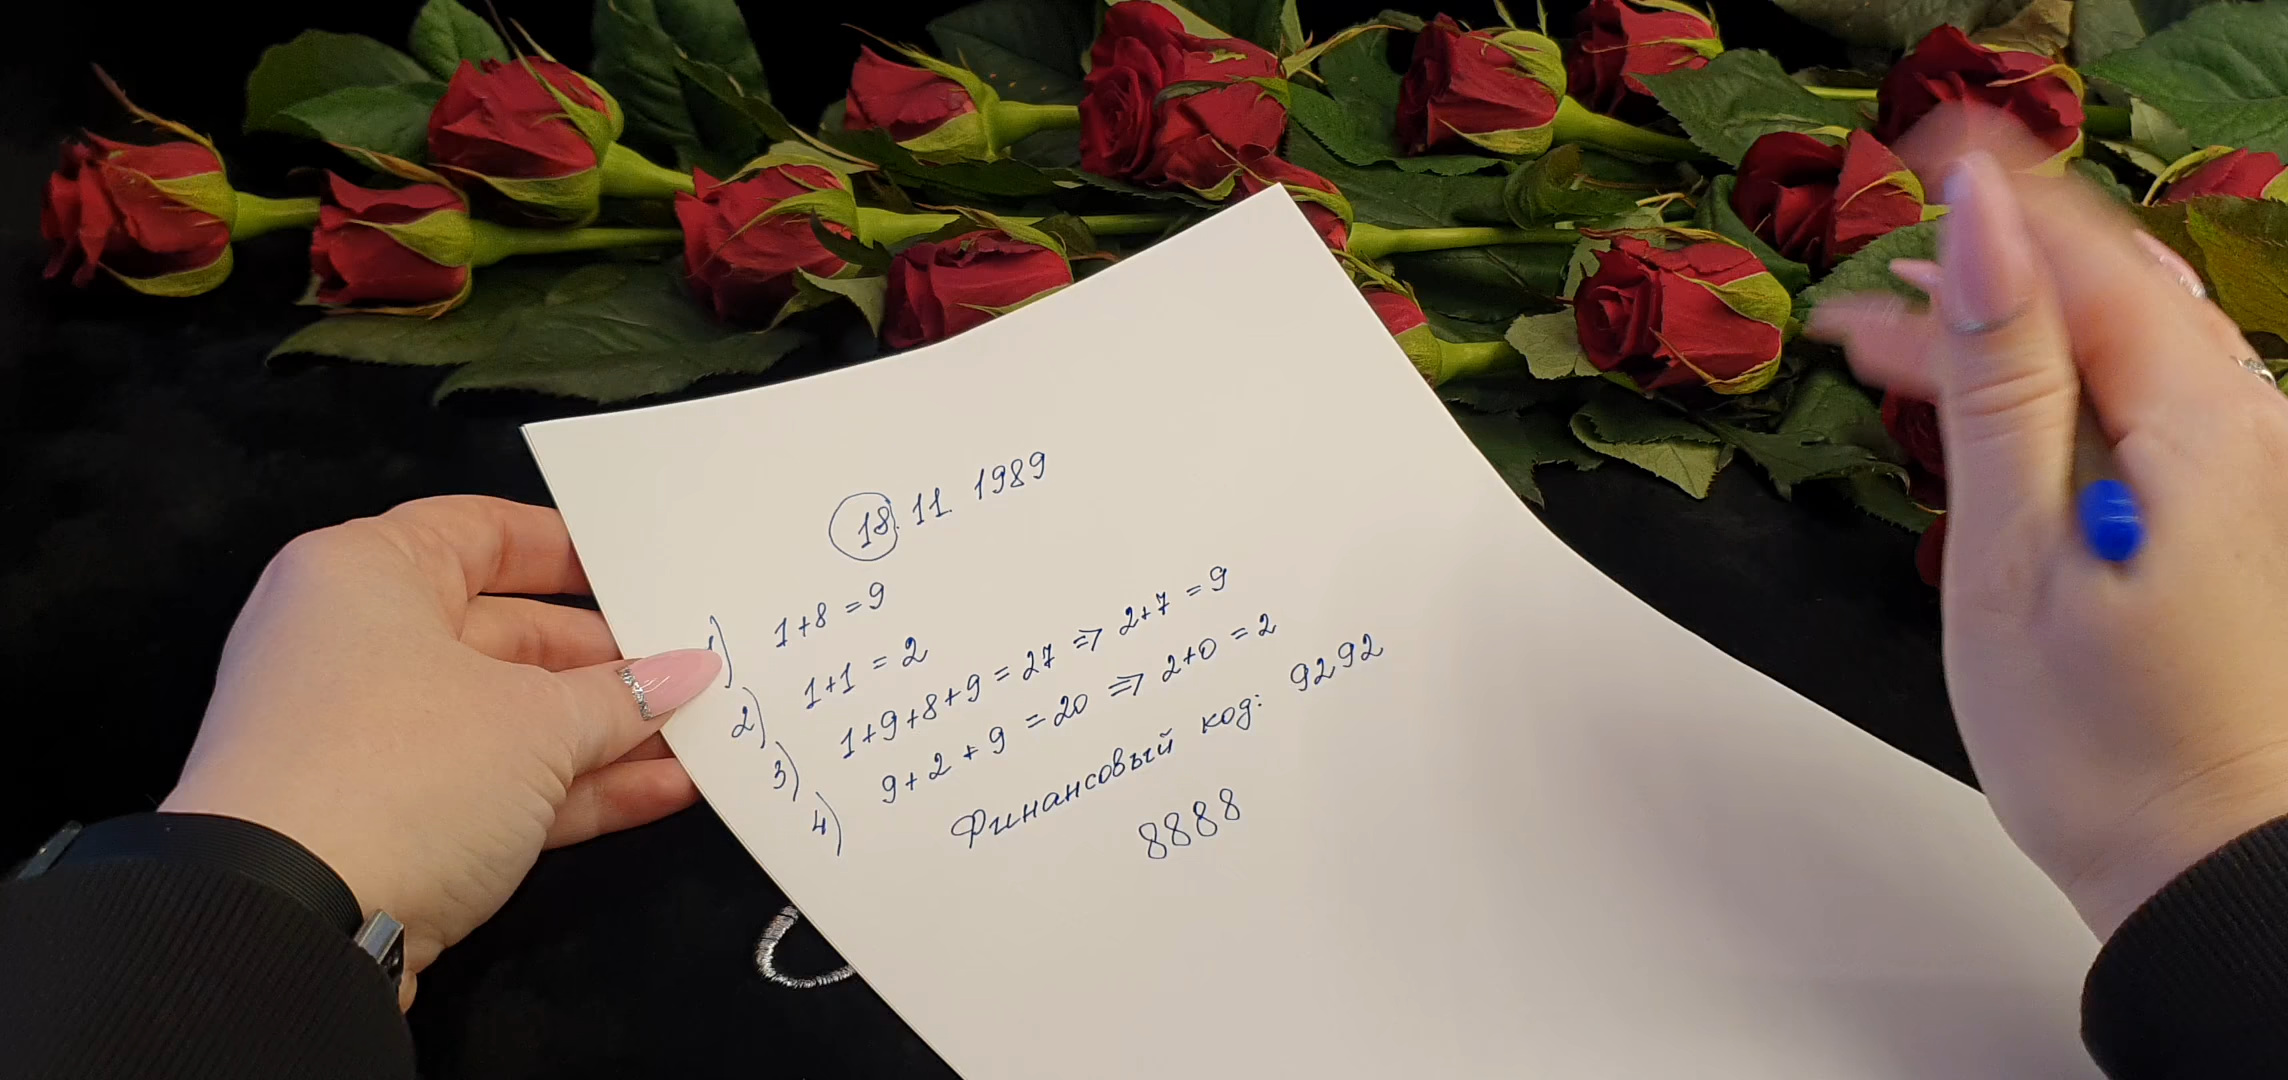 18. 11. 1989
1) 1+8 = 9
2) 1+1 = 2
3) 1+9+8+9 = 27 => 2+7 = 9
4) 9+2+9 = 20 => 2+0 = 2
Финансовый код: 9292
8888